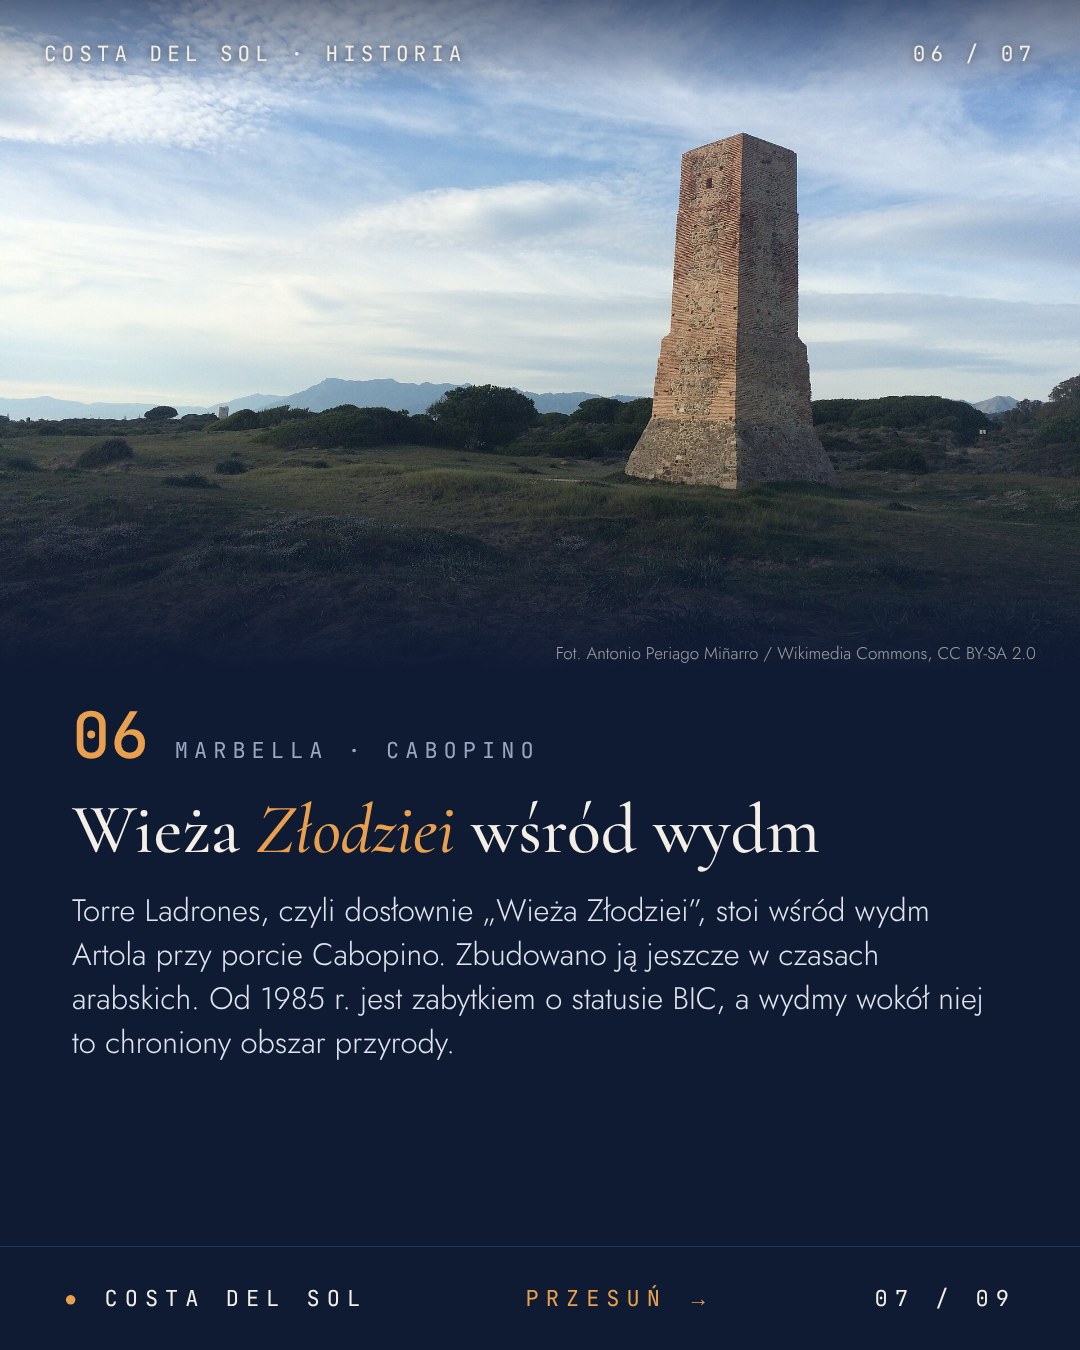 COSTA DEL SOL · HISTORIA
06 / 07
Fot. Antonio Periago Miñarro / Wikimedia Commons, CC BY-SA 2.0
06 MARBELLA · CABOPINO
Wieża Złodziei wśród wydm
Torre Ladrones, czyli dosłownie „Wieża Złodziei”, stoi wśród wydm
Artola przy porcie Cabopino. Zbudowano ją jeszcze w czasach
arabskich. Od 1985 r. jest zabytkiem o statusie BIC, a wydmy wokół niej
to chroniony obszar przyrody.
● COSTA DEL SOL
PRZESUŃ →
07 / 09